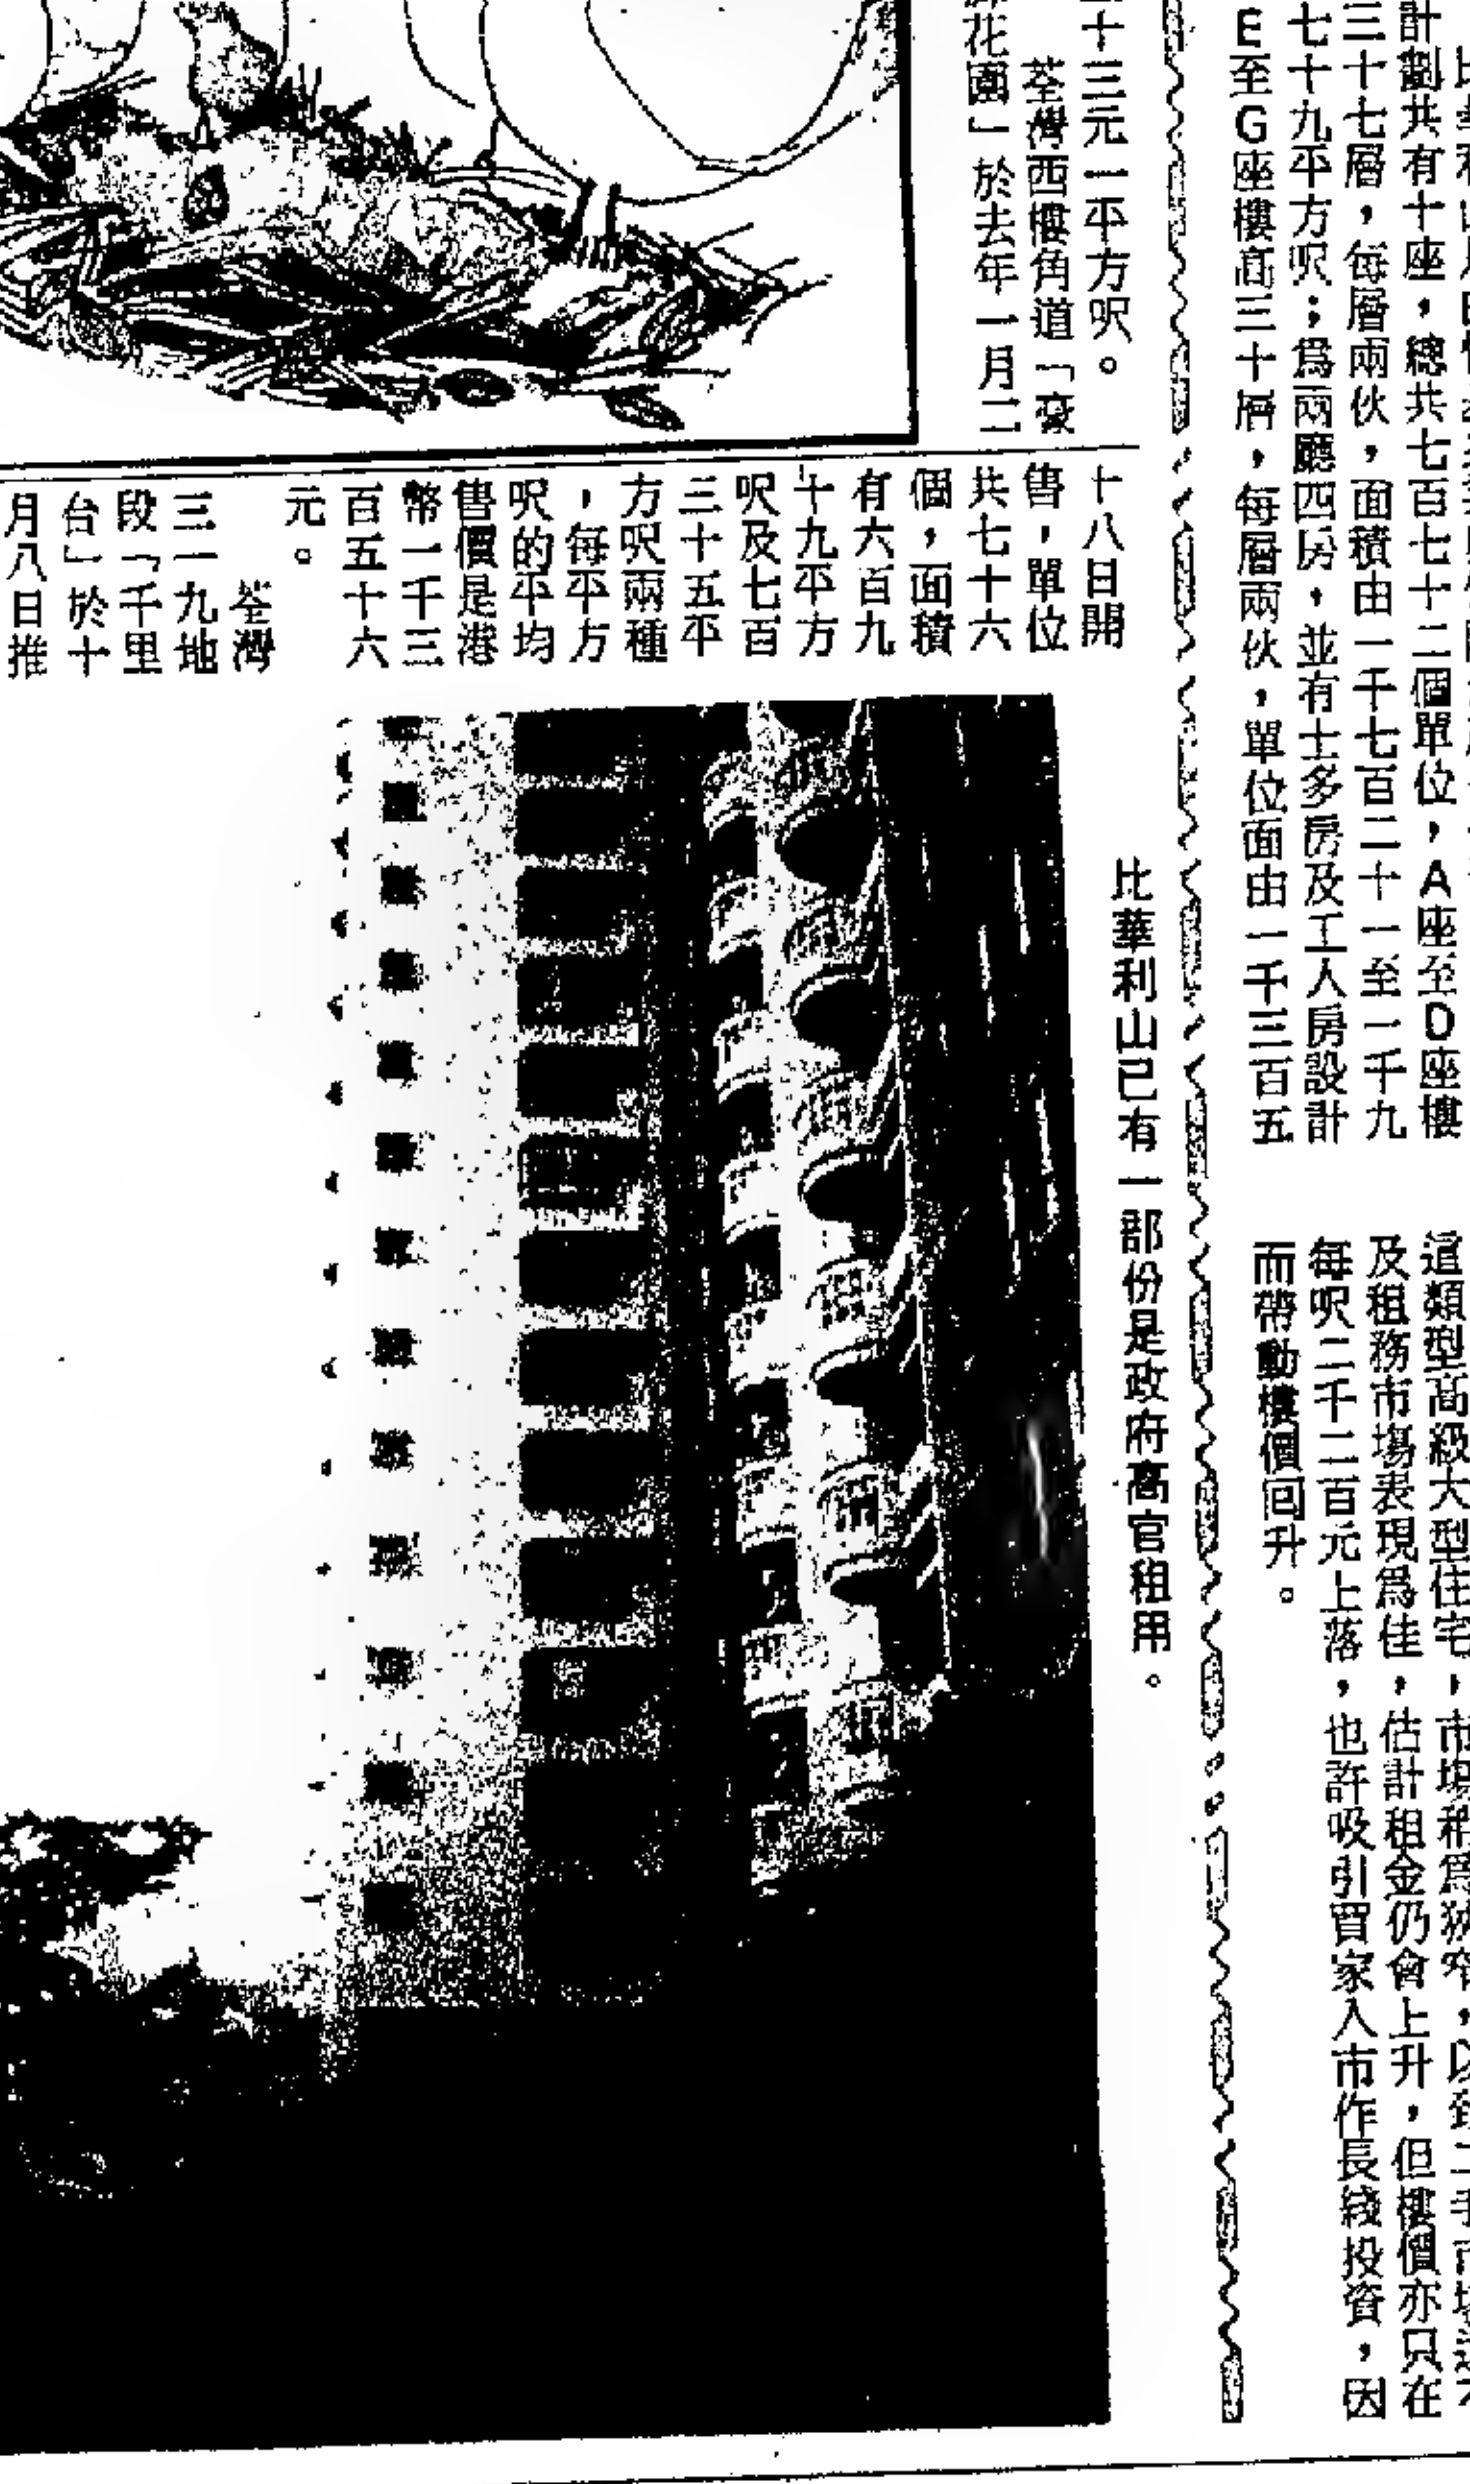 計劃共有十座，總共七百七十二個單位，A座至D座樓
三十七層，每層兩伙，面積由一千七百二十一至一千九
七十九平方呎；爲兩廳四房，並有士多房及工人房設計
E至G座樓高三十層，每層兩伙，單位面由一千三百五
這類型高級大型住宅，市場稍爲狹窄，以致二手市場
及租務市場表現爲佳，估計租金仍會上升，但樓價亦只在
每呎二千二百元上落，也許吸引買家入市作長綫投資，因
而帶動樓價回升。
比華利山已有一部份是政府高官租用。
十三元一平方呎。
荃灣西樓角道「豪
花園」於去年一月二
十八日開
售，單位
共七十六
個，面積
有六百九
十九平方
呎及七百
三十五平
方呎兩種
，每平方
呎的平均
售價是港
幣一千三
百五十六
元。
荃灣
三一九地
段「千里
台」於十
月八日推